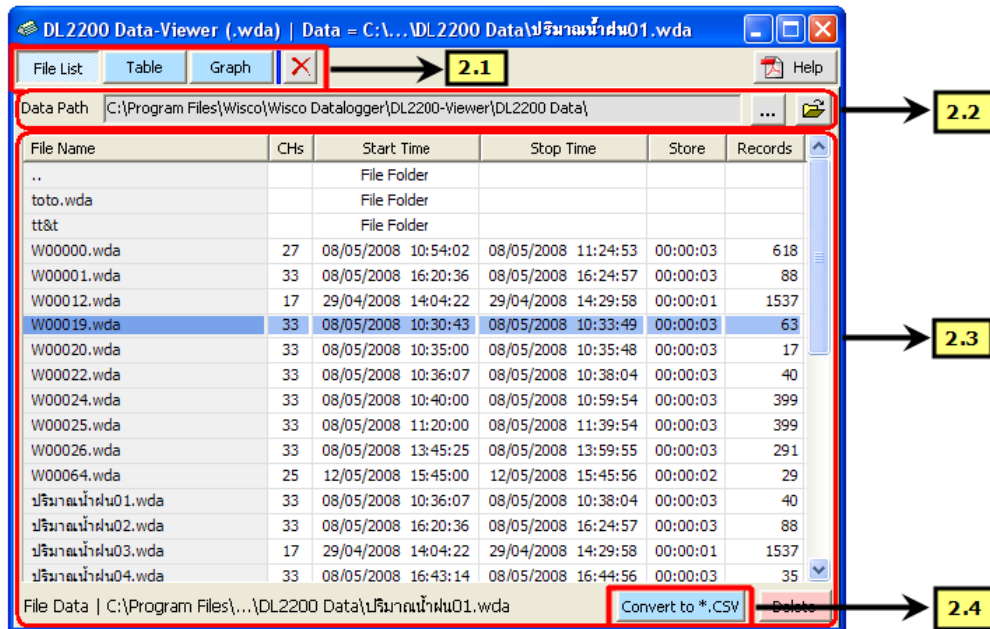 DL2200 Data-Viewer (.wda) | Data = C:\...\DL2200 Data\ปริมาณน้ำฝน01.wda
File List Table Graph 2.1 Help
Data Path C:\Program Files\Wisco\Wisco Datalogger\DL2200-Viewer\DL2200 Data\ ... 2.2
File Name CHs Start Time Stop Time Store Records
.. File Folder
toto.wda File Folder
tt&t File Folder
W00000.wda 27 08/05/2008 10:54:02 08/05/2008 11:24:53 00:00:03 618
W00001.wda 33 08/05/2008 16:20:36 08/05/2008 16:24:57 00:00:03 88
W00012.wda 17 29/04/2008 14:04:22 29/04/2008 14:29:58 00:00:01 1537
W00019.wda 33 08/05/2008 10:30:43 08/05/2008 10:33:49 00:00:03 63
2.3
W00020.wda 33 08/05/2008 10:35:00 08/05/2008 10:35:48 00:00:03 17
W00022.wda 33 08/05/2008 10:36:07 08/05/2008 10:38:04 00:00:03 40
W00024.wda 33 08/05/2008 10:40:00 08/05/2008 10:59:54 00:00:03 399
W00025.wda 33 08/05/2008 11:20:00 08/05/2008 11:39:54 00:00:03 399
W00026.wda 33 08/05/2008 13:45:25 08/05/2008 13:59:55 00:00:03 291
W00064.wda 25 12/05/2008 15:45:00 12/05/2008 15:45:56 00:00:02 29
ปริมาณน้ำฝน01.wda 33 08/05/2008 10:36:07 08/05/2008 10:38:04 00:00:03 40
ปริมาณน้ำฝน02.wda 33 08/05/2008 16:20:36 08/05/2008 16:24:57 00:00:03 88
ปริมาณน้ำฝน03.wda 17 29/04/2008 14:04:22 29/04/2008 14:29:58 00:00:01 1537
ปริมาณน้ำฝน04.wda 33 08/05/2008 16:43:14 08/05/2008 16:44:56 00:00:03 35
File Data | C:\Program Files\...\DL2200 Data\ปริมาณน้ำฝน01.wda Convert to *.CSV Delete 2.4